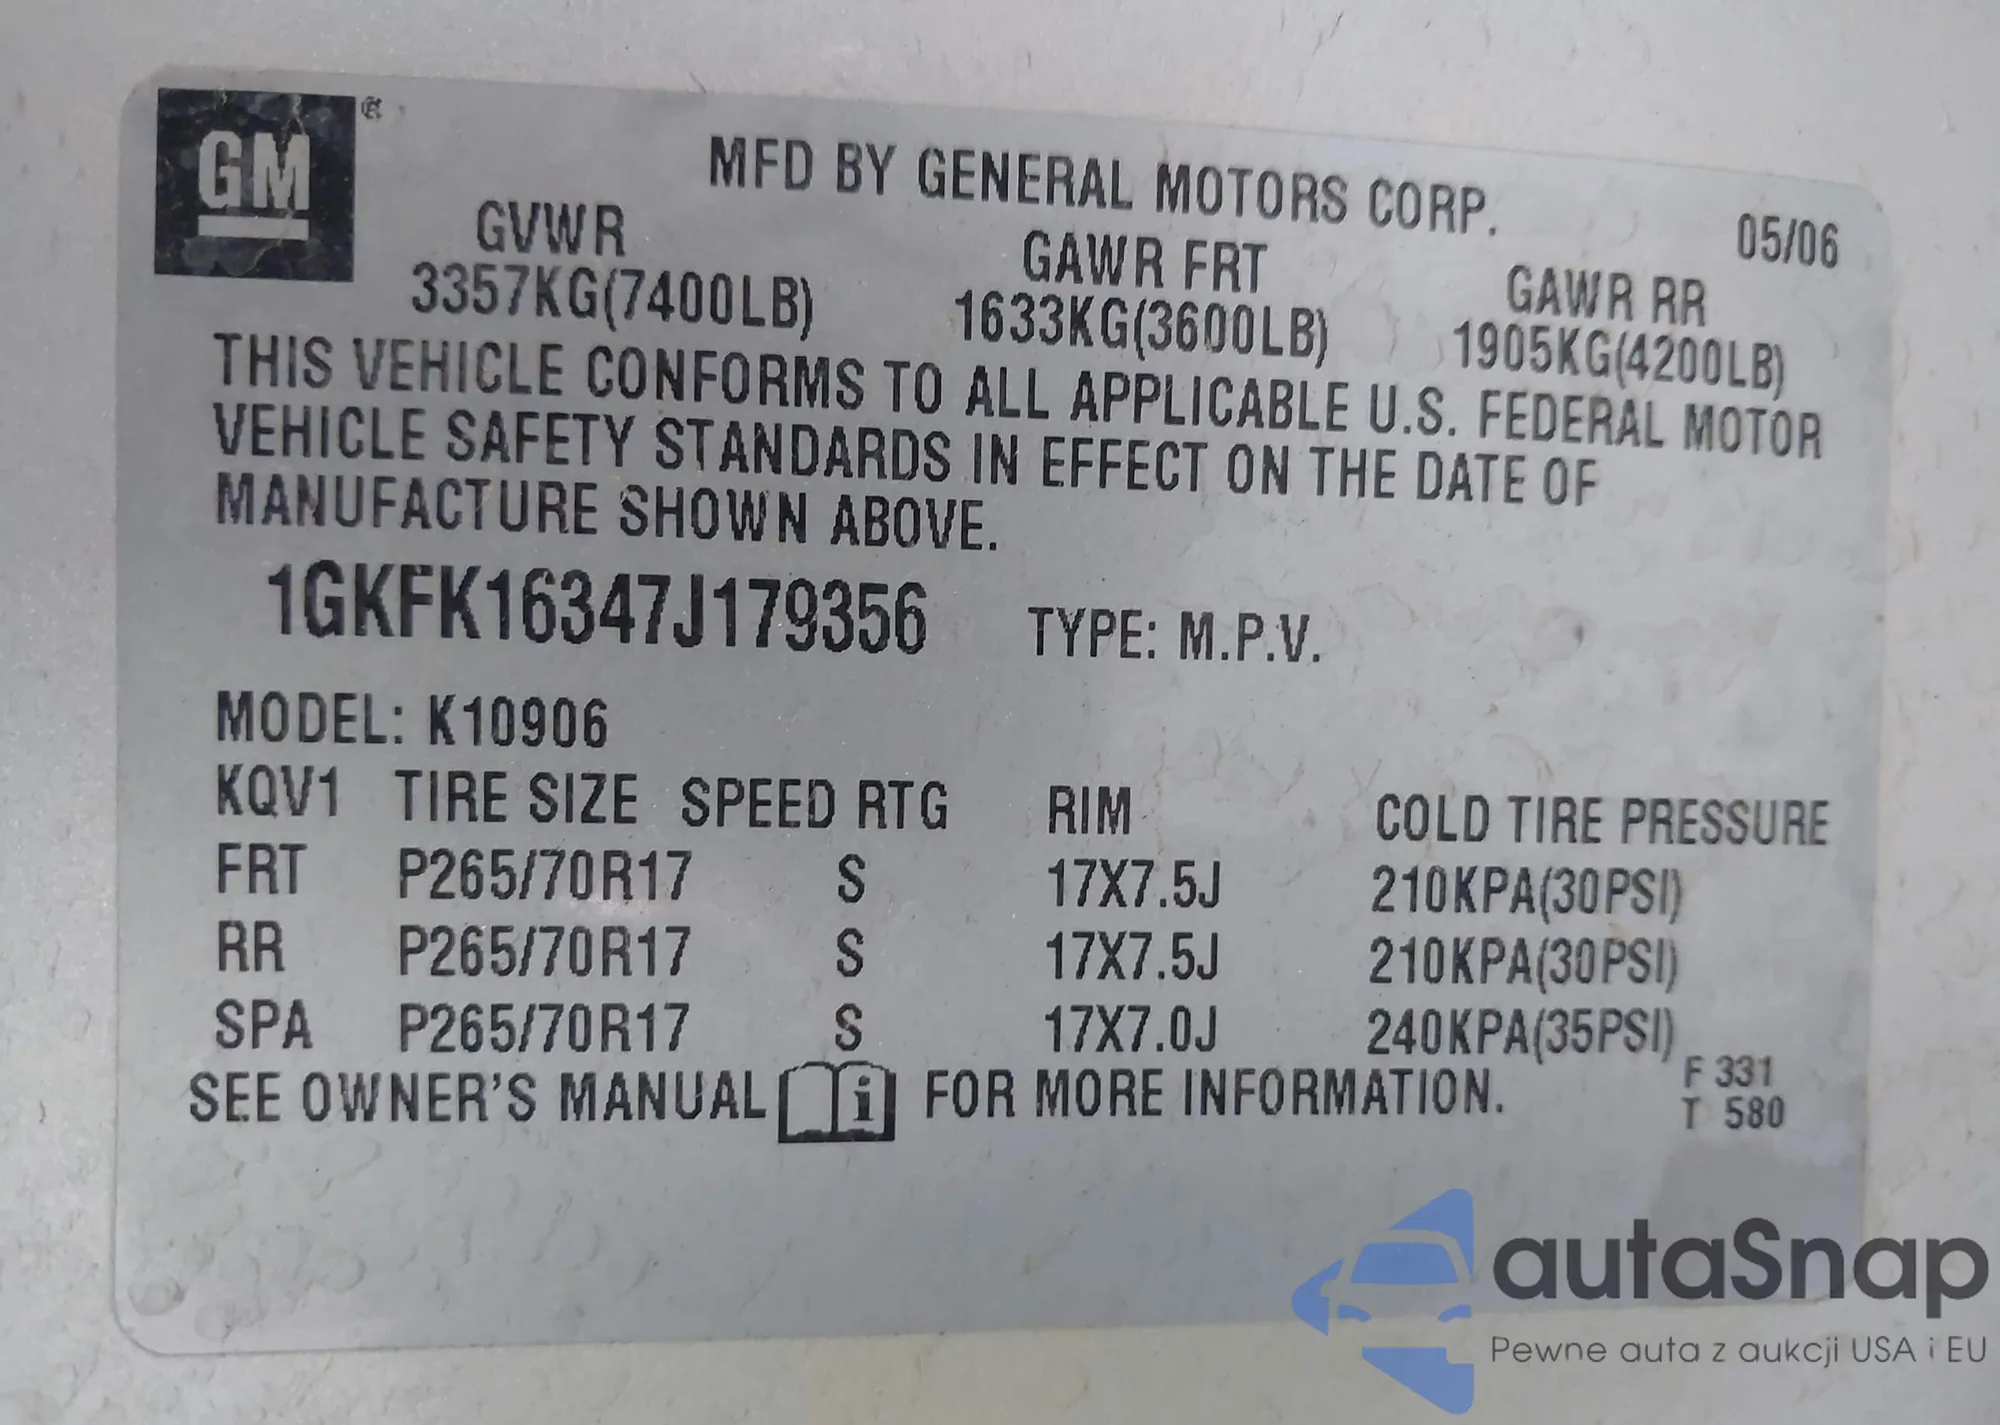 GM
MFD BY GENERAL MOTORS CORP.
05/06
GVWR
GAWR FRT
GAWR RR
3357KG(7400LB)
1633KG(3600LB)
1905KG(4200LB)
THIS VEHICLE CONFORMS TO ALL APPLICABLE U.S. FEDERAL MOTOR
VEHICLE SAFETY STANDARDS IN EFFECT ON THE DATE OF
MANUFACTURE SHOWN ABOVE.
1GKFK16347J179356 TYPE: M.P.V.
MODEL: K10906
KQV1 TIRE SIZE SPEED RTG RIM COLD TIRE PRESSURE
FRT P265/70R17 S 17X7.5J 210KPA(30PSI)
RR P265/70R17 S 17X7.5J 210KPA(30PSI)
SPA P265/70R17 S 17X7.0J 240KPA(35PSI)
SEE OWNER'S MANUAL i FOR MORE INFORMATION.
F 331
T 580
autaSnap
Pewne auta z aukcji USA i EU